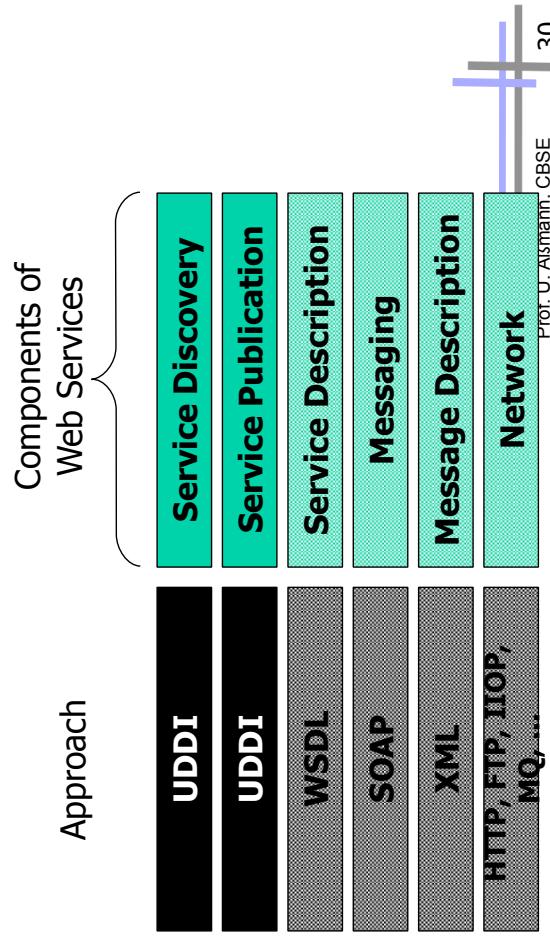 Approach
Components of
Web Services
UDDI
Service Discovery
UDDI
Service Publication
WSDL
Service Description
SOAP
Messaging
XML
Message Description
HTTP, FTP, IIOP,
MQ, ...
Network
Prof. U. Aßmann, CBSE
30